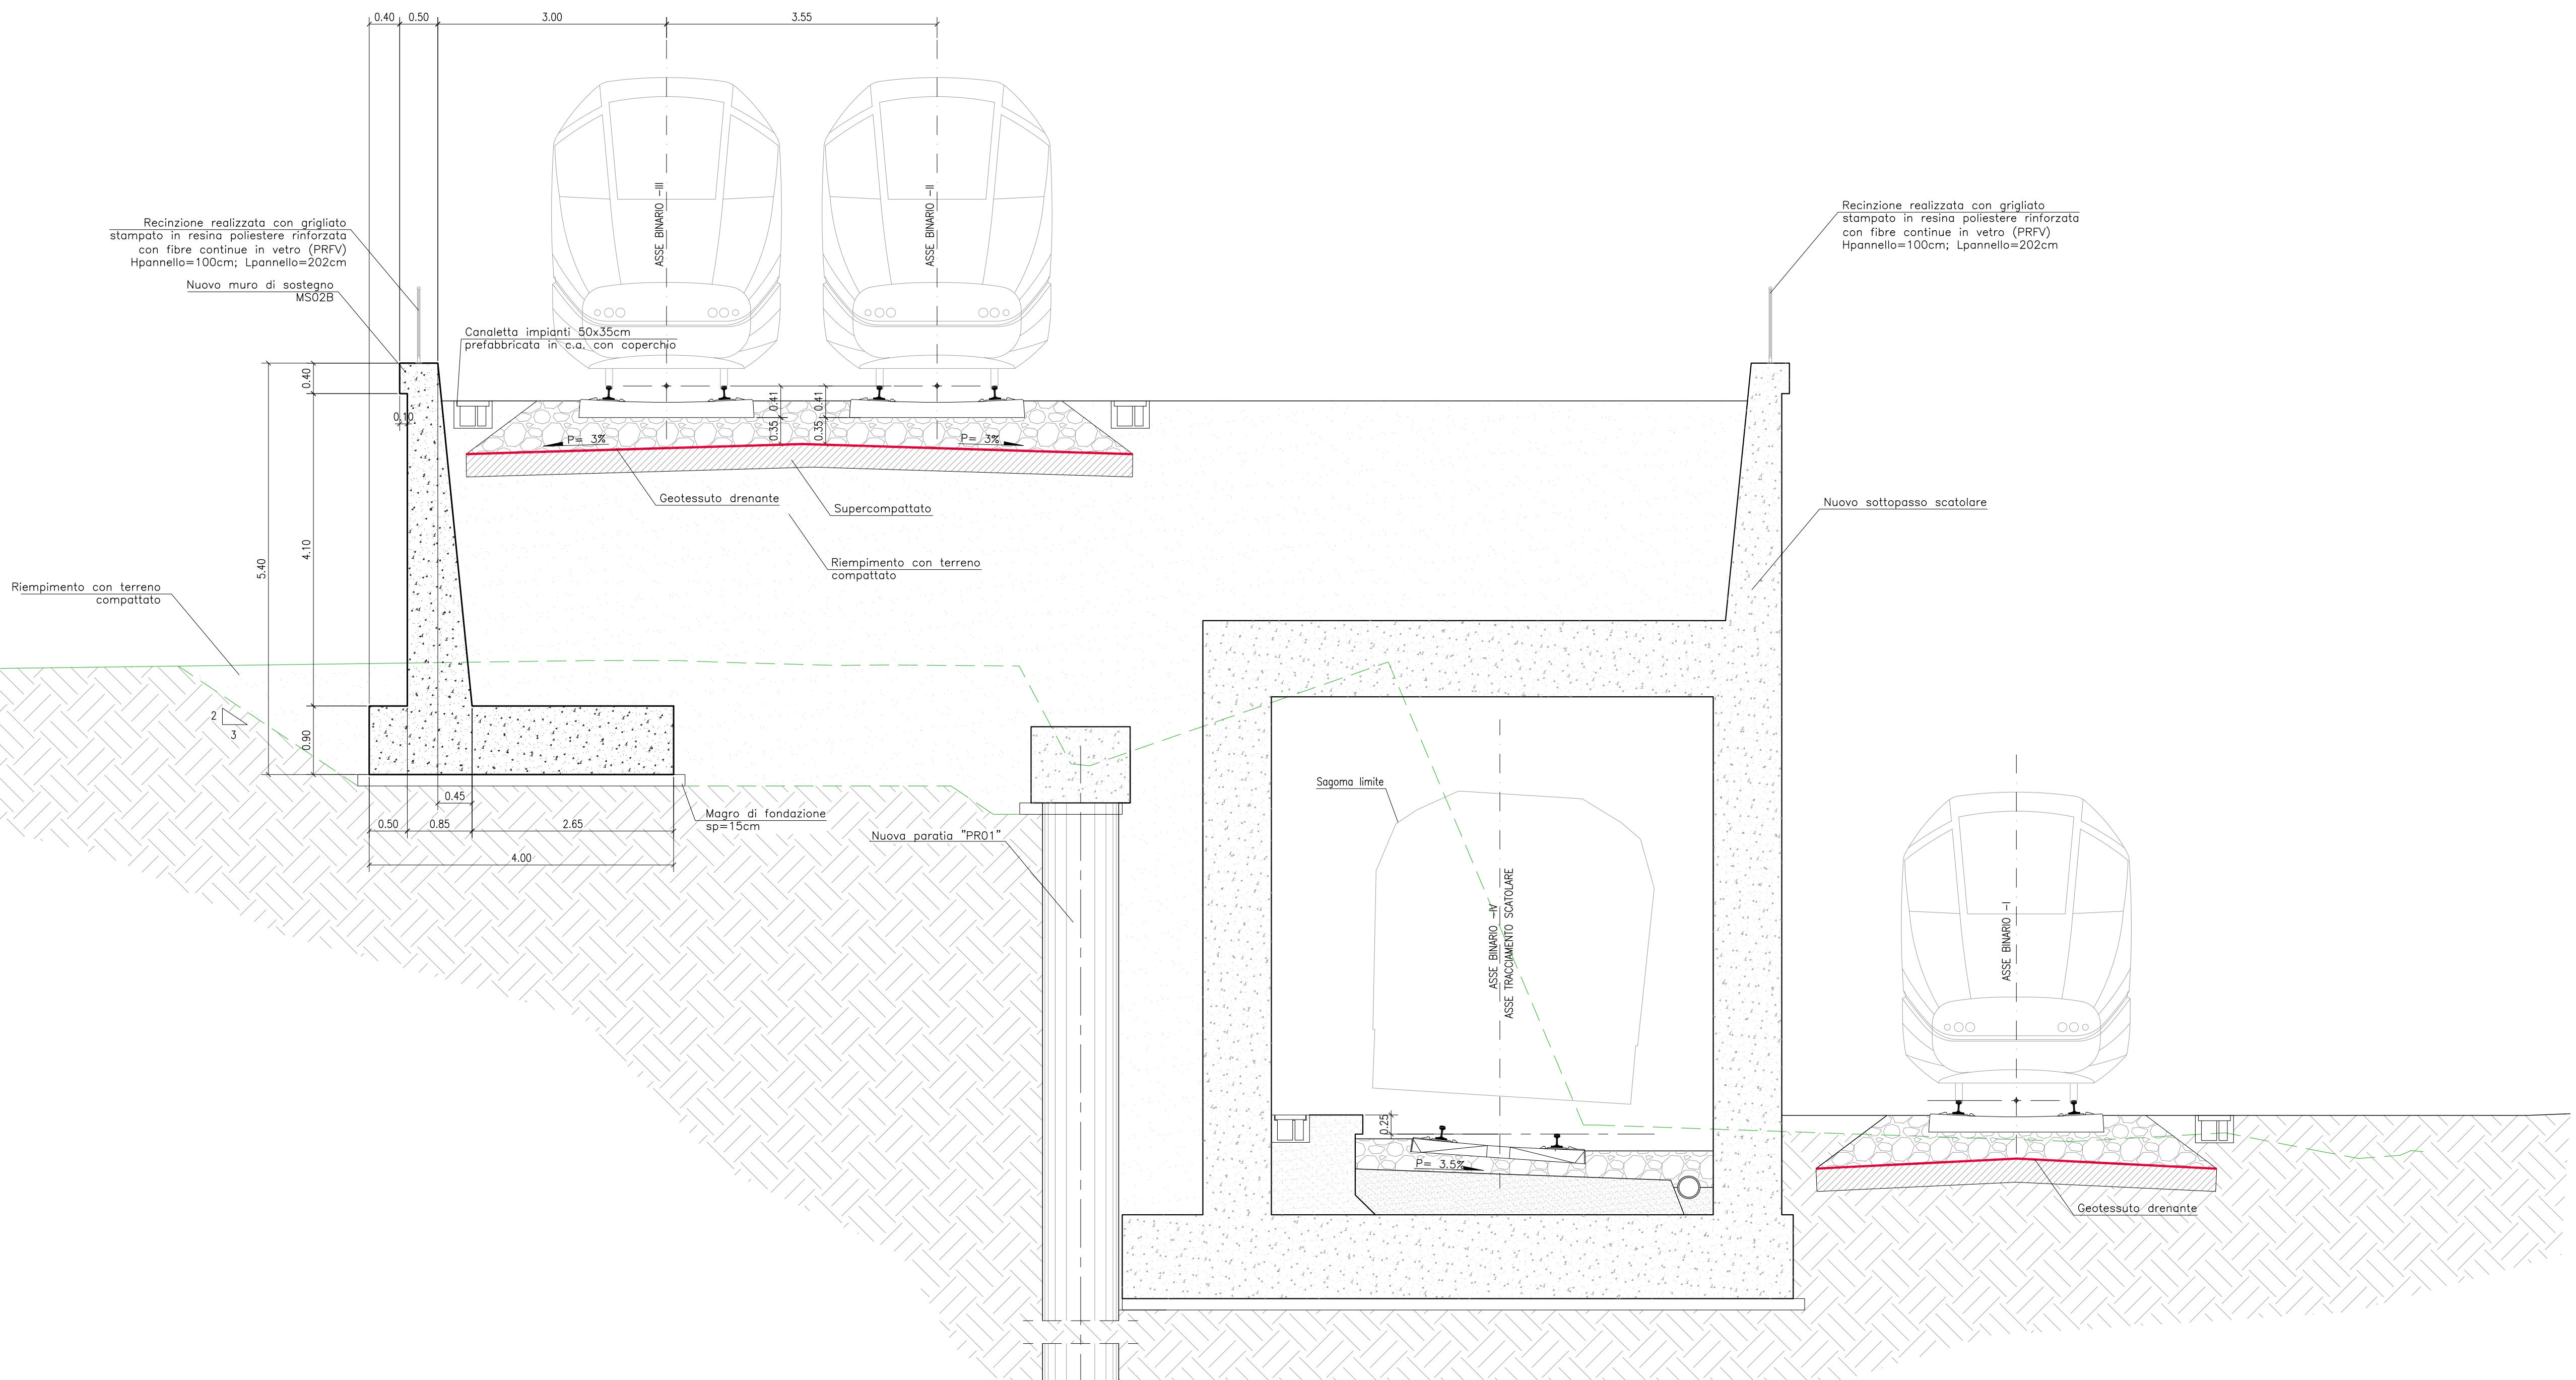 0.40
0.50
3.00
3.55
ASSE BINARIO -III
ASSE BINARIO -II
Recinzione realizzata con grigliato
stampato in resina poliestere rinforzata
con fibre continue in vetro (PRFV)
Hpannello=100cm; Lpannello=202cm
Recinzione realizzata con grigliato
stampato in resina poliestere rinforzata
con fibre continue in vetro (PRFV)
Hpannello=100cm; Lpannello=202cm
Nuovo muro di sostegno
MS02B
Canaletta impianti 50x35cm
prefabbricata in c.a. con coperchio
0.40
0.10
0.41
0.41
0.35
0.35
P= 3%
P= 3%
Geotessuto drenante
Supercompattato
Nuovo sottopasso scatolare
4.10
5.40
Riempimento con terreno
compattato
Riempimento con terreno
compattato
2
3
0.90
0.45
0.50
0.85
2.65
4.00
Magro di fondazione
sp=15cm
Nuova paratia "PR01"
Sagoma limite
ASSE BINARIO -IV
ASSE TRACCIAMENTO SCATOLARE
ASSE BINARIO -I
0.25
P= 3.5%
Geotessuto drenante